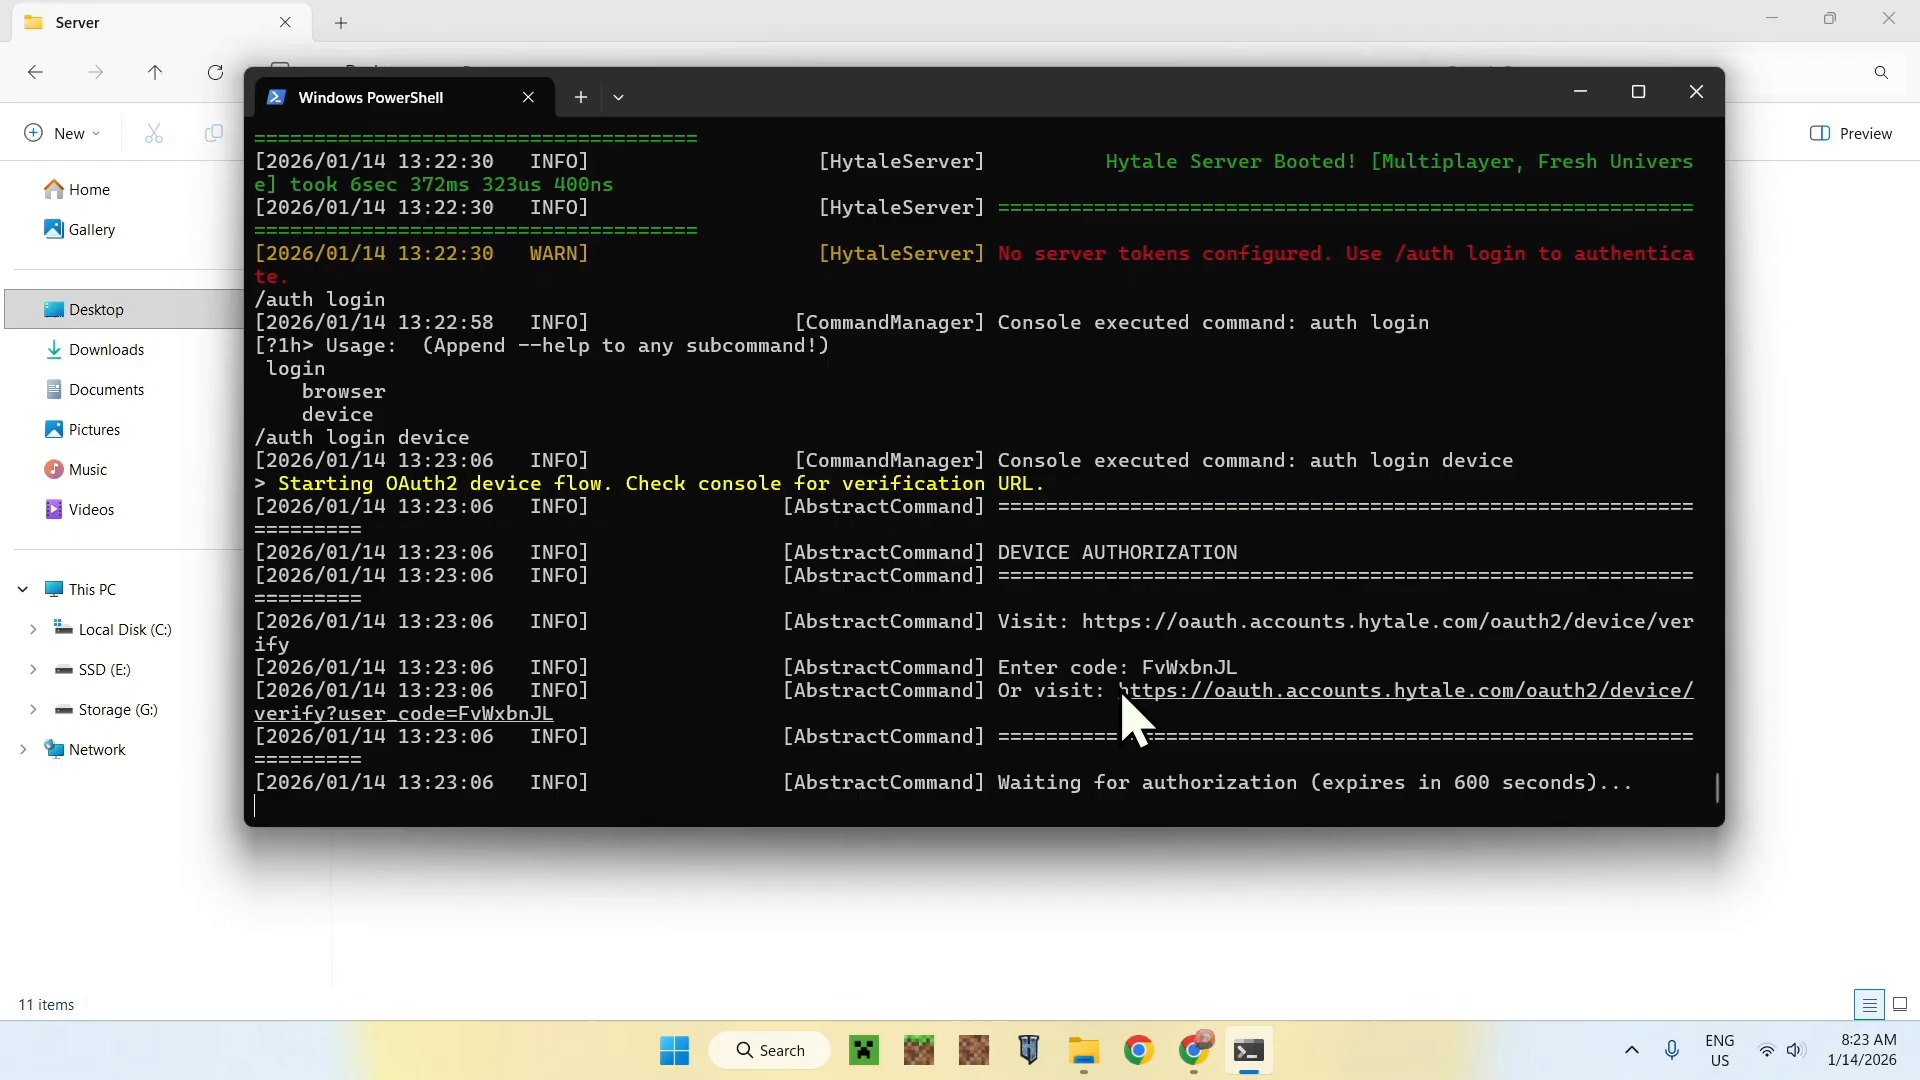 Server
Windows PowerShell
New
Preview
Home
Gallery
Desktop
Downloads
Documents
Pictures
Music
Videos
This PC
Local Disk (C:)
SSD (E:)
Storage (G:)
Network
11 items
=====================================
[2026/01/14 13:22:30   INFO]                   [HytaleServer]          Hytale Server Booted! [Multiplayer, Fresh Univers
e] took 6sec 372ms 323us 400ns
[2026/01/14 13:22:30   INFO]                   [HytaleServer] ==========================================================
=====================================
[2026/01/14 13:22:30   WARN]                   [HytaleServer] No server tokens configured. Use /auth login to authentica
te.
/auth login
[2026/01/14 13:22:58   INFO]                 [CommandManager] Console executed command: auth login
[?1h> Usage:  (Append --help to any subcommand!)
 login
    browser
    device
/auth login device
[2026/01/14 13:23:06   INFO]                 [CommandManager] Console executed command: auth login device
> Starting OAuth2 device flow. Check console for verification URL.
[2026/01/14 13:23:06   INFO]                [AbstractCommand] ==========================================================
=========
[2026/01/14 13:23:06   INFO]                [AbstractCommand] DEVICE AUTHORIZATION
[2026/01/14 13:23:06   INFO]                [AbstractCommand] ==========================================================
=========
[2026/01/14 13:23:06   INFO]                [AbstractCommand] Visit: https://oauth.accounts.hytale.com/oauth2/device/ver
ify
[2026/01/14 13:23:06   INFO]                [AbstractCommand] Enter code: FvWxbnJL
[2026/01/14 13:23:06   INFO]                [AbstractCommand] Or visit: https://oauth.accounts.hytale.com/oauth2/device/
verify?user_code=FvWxbnJL
[2026/01/14 13:23:06   INFO]                [AbstractCommand] ==========================================================
=========
[2026/01/14 13:23:06   INFO]                [AbstractCommand] Waiting for authorization (expires in 600 seconds)...
Search
ENG
US
8:23 AM
1/14/2026